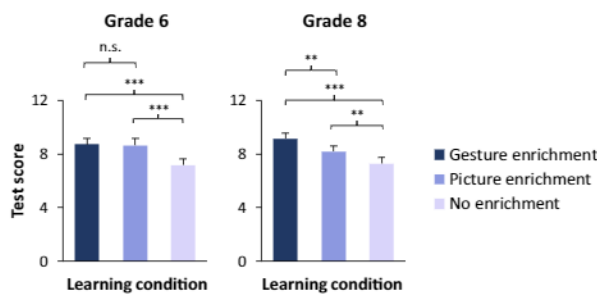 Grade 6
n.s.
***
***
12
8
4
0
Test score
Learning condition
Grade 8
**
***
**
12
8
4
0
Learning condition
Gesture enrichment
Picture enrichment
No enrichment